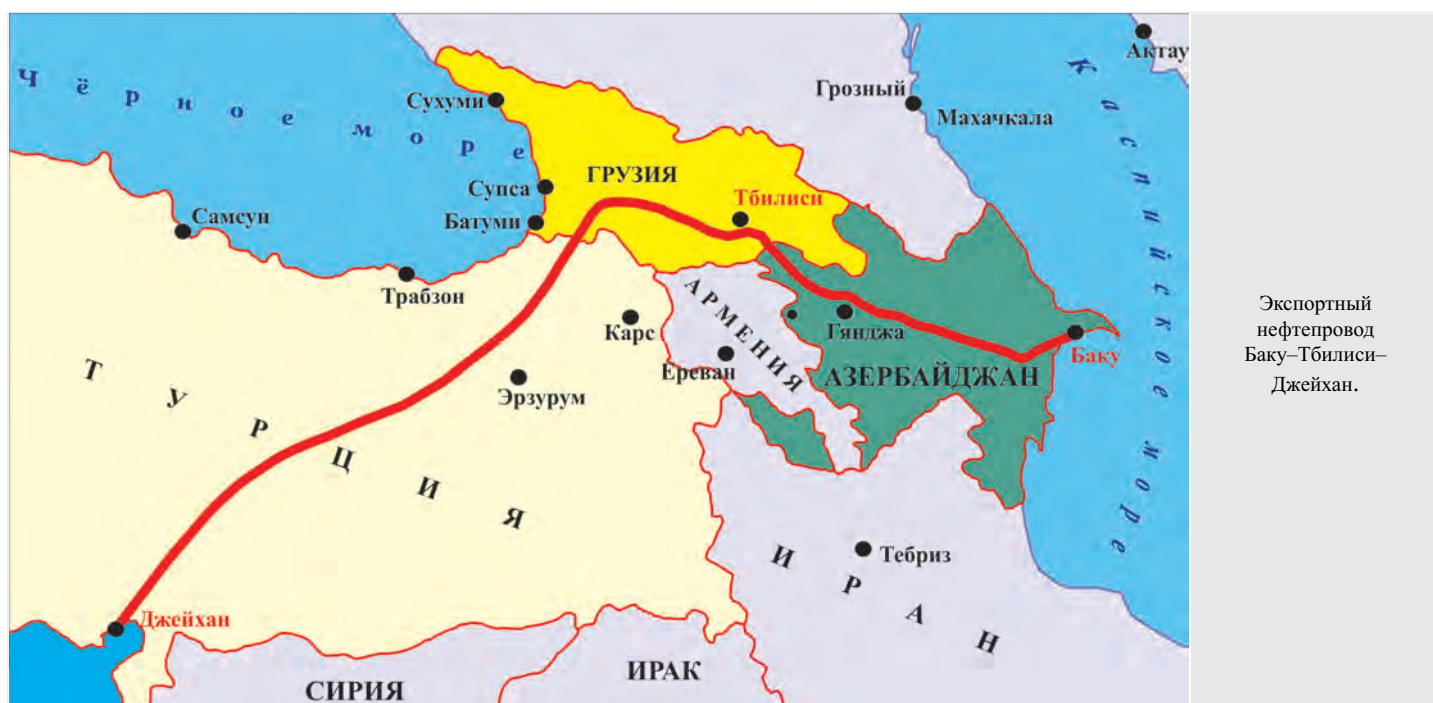 Чёрное море
Сухуми
Грозный
Махачкала
Актау
Каспийское море
ГРУЗИЯ
Супса
Тбилиси
Батуми
Самсун
Трабзон
АРМЕНИЯ
Карс
Гянджа
Баку
Ереван
АЗЕРБАЙДЖАН
Эрзурум
ТУРЦИЯ
Тебриз
ИРАН
Джейхан
СИРИЯ
ИРАК
Экспортный
нефтепровод
Баку–Тбилиси–
Джейхан.